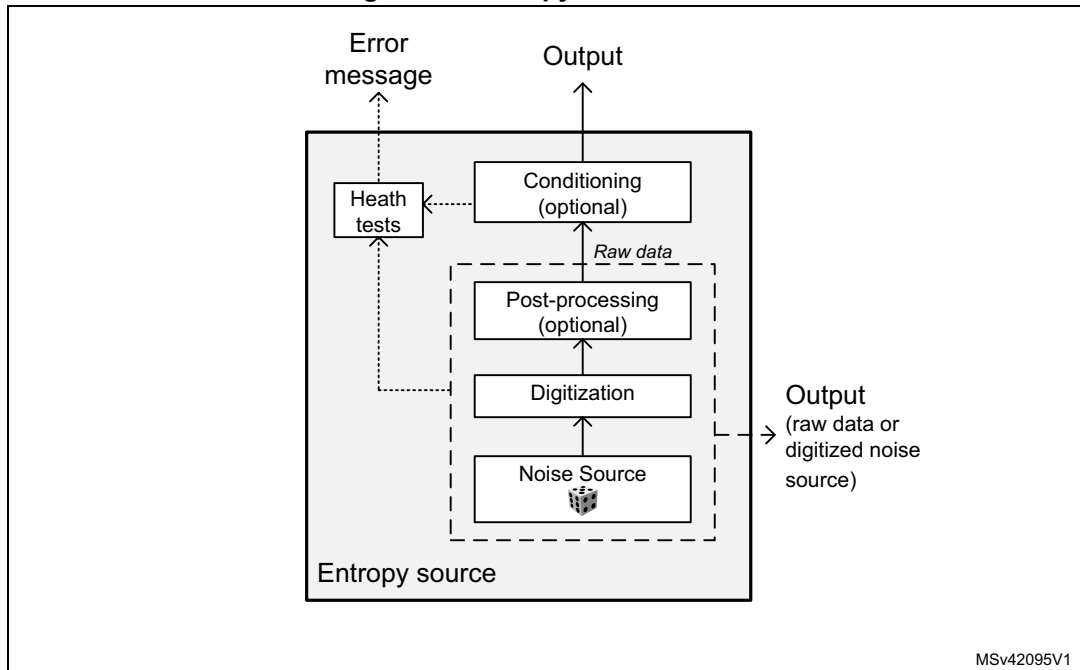 Error
message
Output
Heath
tests
Conditioning
(optional)
Raw data
Post-processing
(optional)
Digitization
Noise Source
Output
(raw data or
digitized noise
source)
Entropy source
MSv42095V1